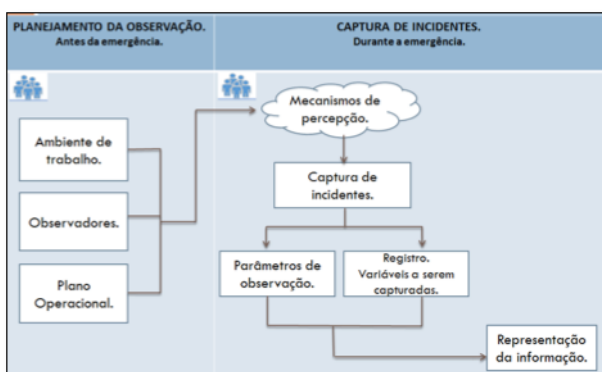 PLANEJAMENTO DA OBSERVAÇÃO.
Antes da emergência.
CAPTURA DE INCIDENTES.
Durante a emergência.
Mecanismos de
percepção.
Ambiente de
trabalho.
Captura de
incidentes.
Observadores.
Parâmetros de
observação.
Registro.
Variáveis a serem
capturadas.
Plano
Operacional.
Representação
da informação.